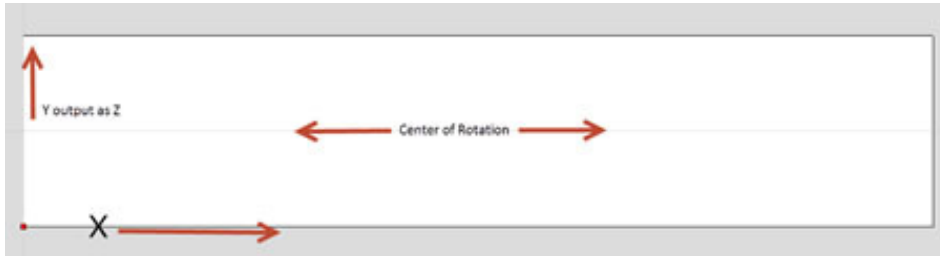 Y output as Z
Center of Rotation
X